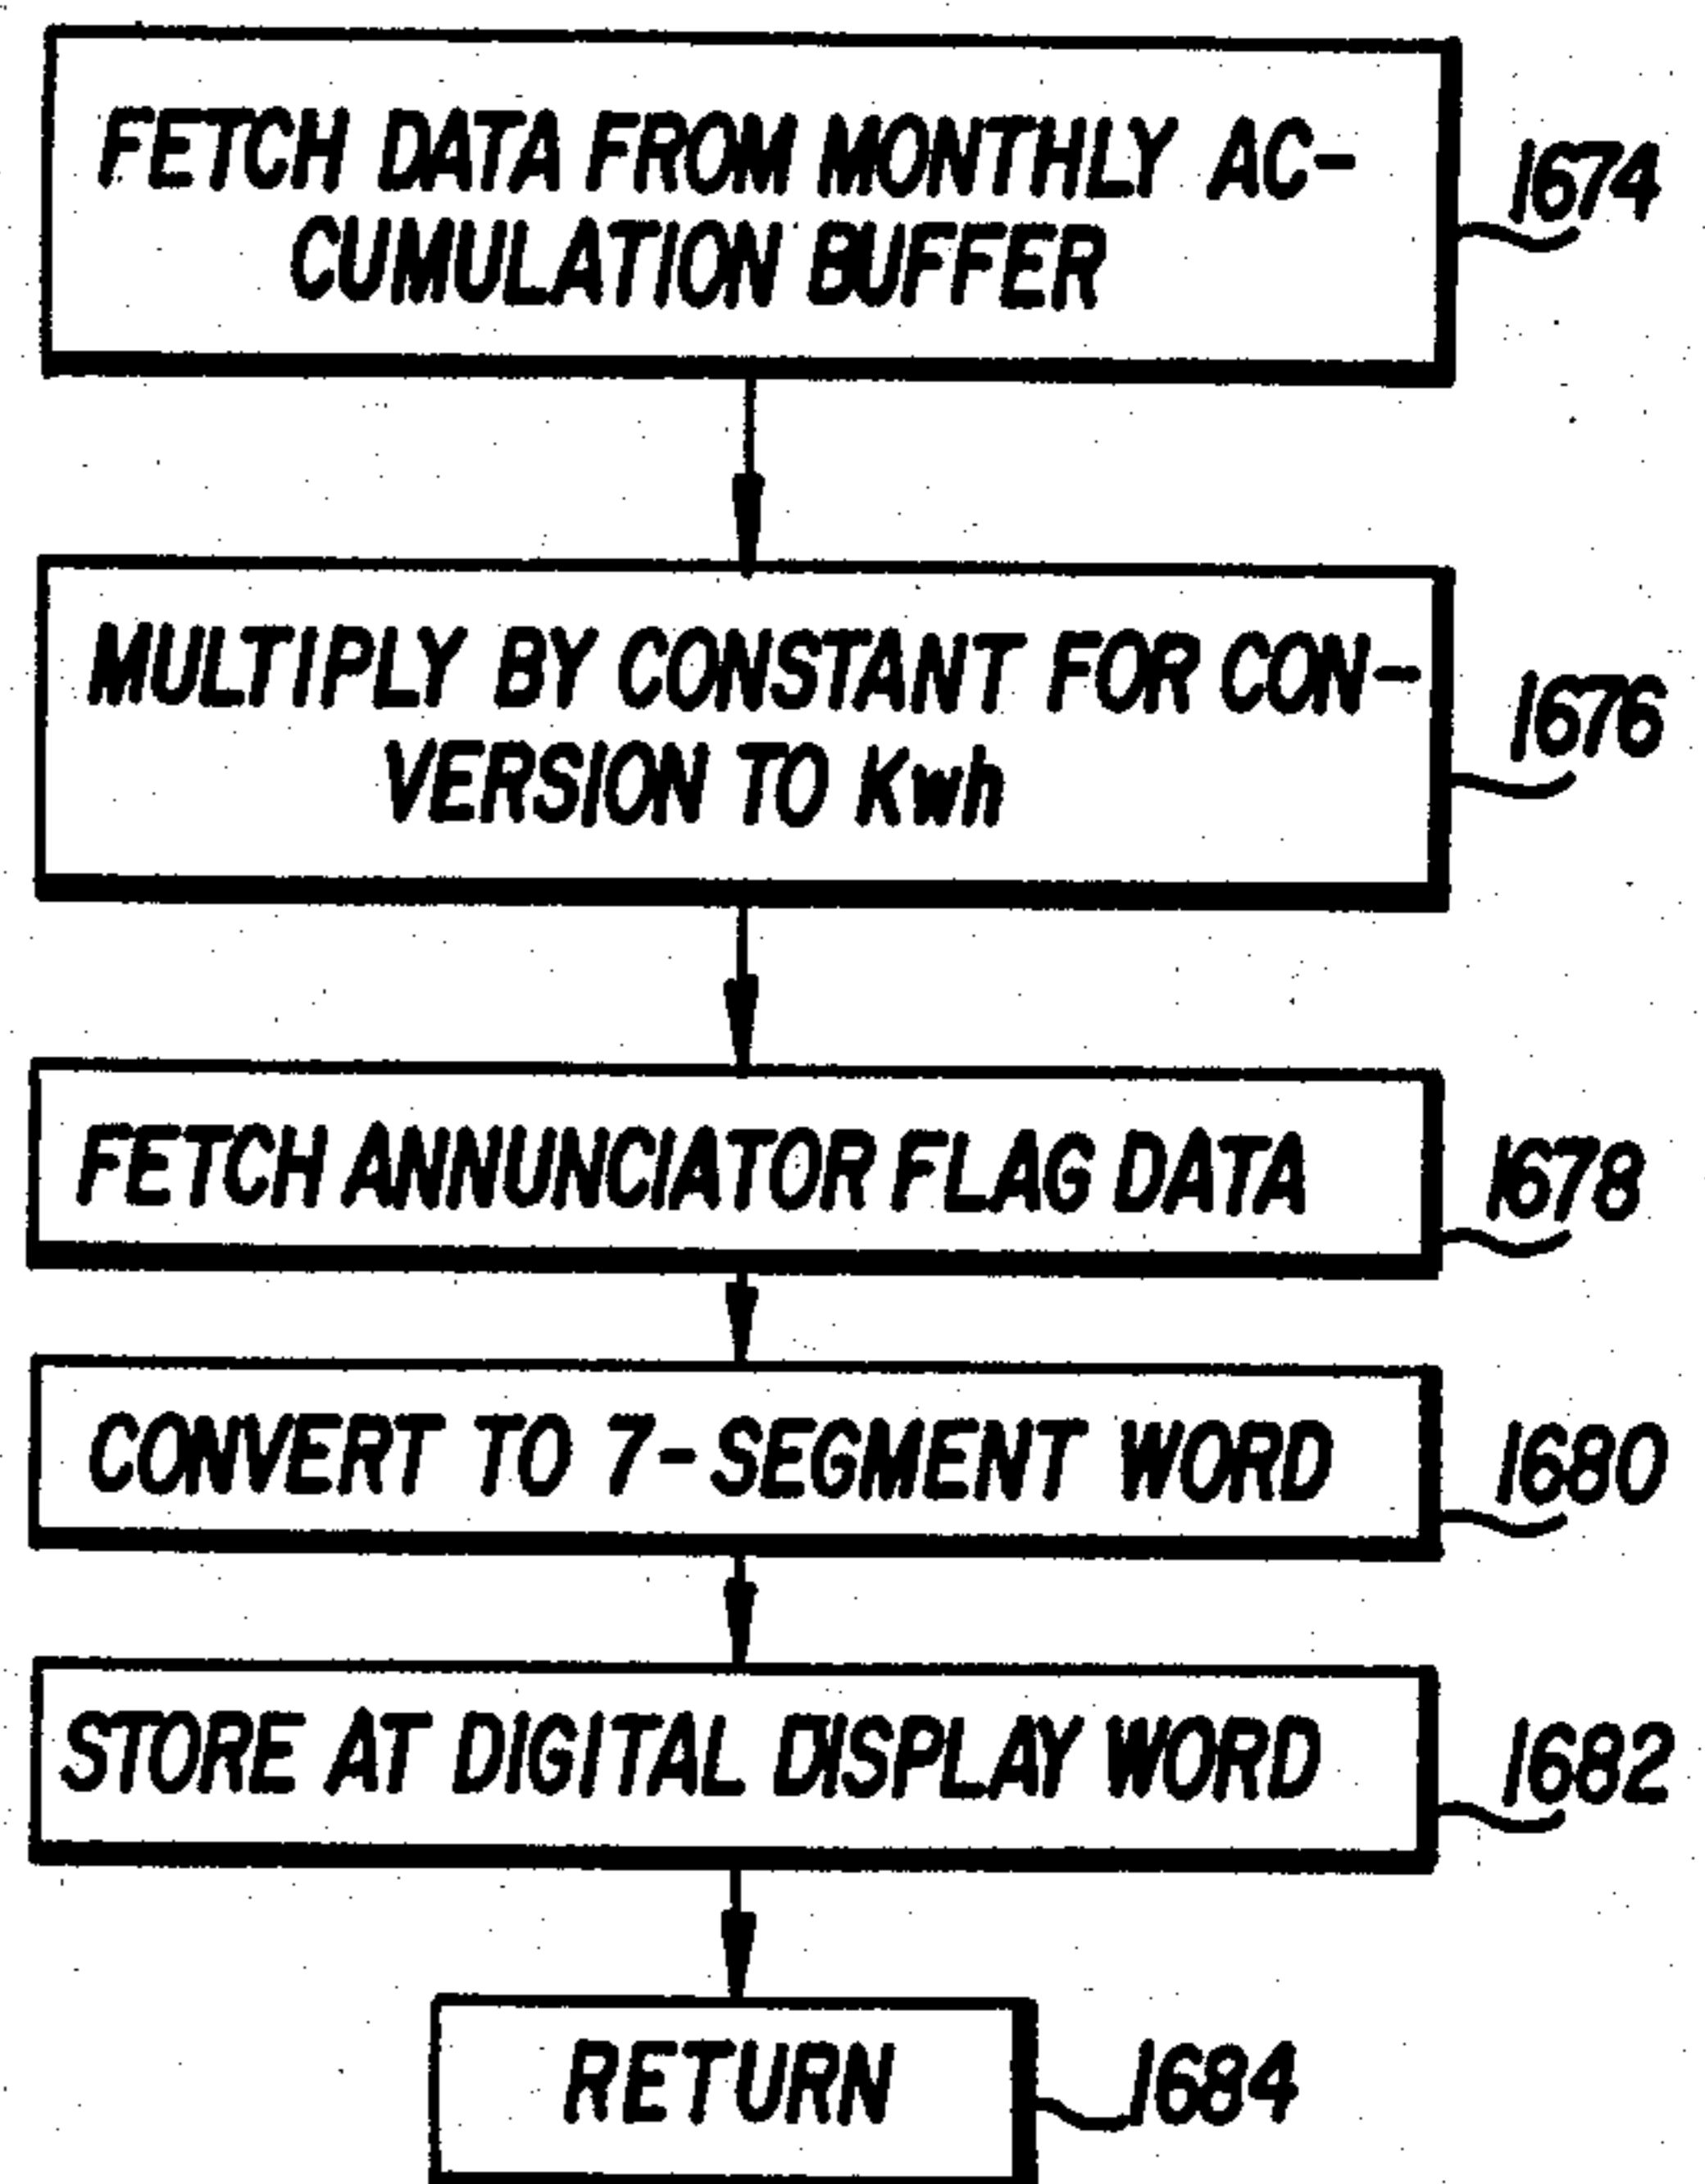 FETCH DATA FROM MONTHLY AC-
CUMULATION BUFFER
1674
MULTIPLY BY CONSTANT FOR CON-
VERSION TO Kwh
1676
FETCH ANNUNCIATOR FLAG DATA
1678
CONVERT TO 7-SEGMENT WORD
1680
STORE AT DIGITAL DISPLAY WORD
1682
RETURN
1684